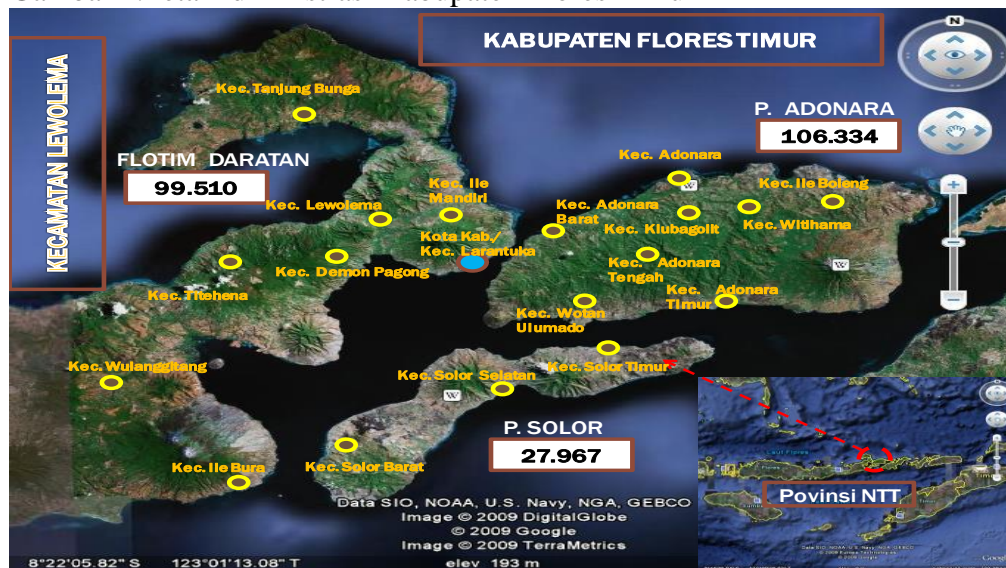 KABUPATEN FLORES TIMUR
KECAMATAN LEWOLEMA
N
Kec. Tanjung Bunga
P. ADONARA
106.334
FLOTIM DARATAN
99.510
Kec. Adonara
Kec. Ile
Mandiri
Kec. Ile Boleng
Kec. Lewolema
Kec. Adonara
Barat
Kec. Klubagolit
Kec. Witihama
Kota Kab./
Kec. Larantuka
Kec. Demon Pagong
Kec. Adonara
Tengah
Kec. Titehena
Kec. Adonara
Timur
Kec. Wotan
Ulumado
Kec. Wulanggitang
Kec. Solor Selatan
Kec. Solor Timur
P. SOLOR
27.967
Kec. Ile Bura
Kec. Solor Barat
Povinsi NTT
Data SIO, NOAA, U.S. Navy, NGA, GEBCO
Image © 2009 DigitalGlobe
© 2009 Google
Image © 2009 TerraMetrics
8°22'05.82" S 123°01'13.08" T
elev 193 m